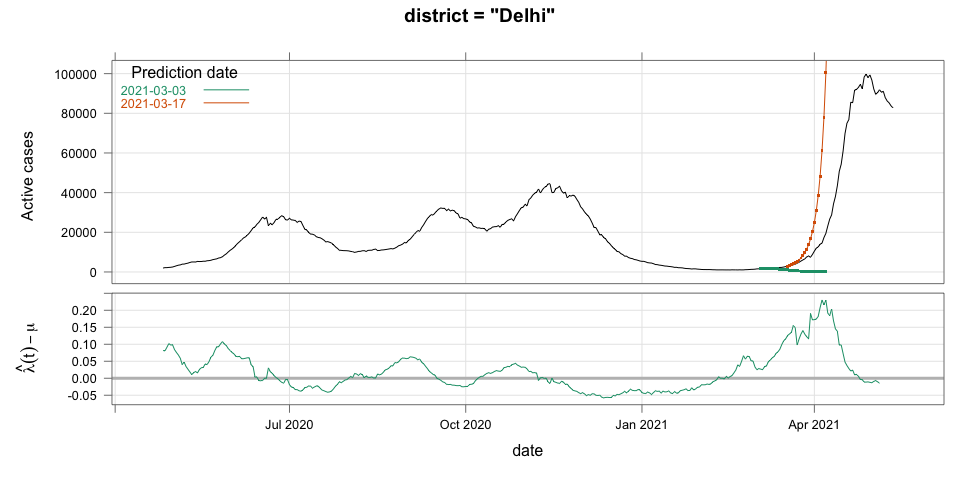 district = "Delhi"
Prediction date
2021-03-03
2021-03-17
Active cases
100000
80000
60000
40000
20000
0
λ̂(t) − μ
0.20
0.15
0.10
0.05
0.00
-0.05
Jul 2020 Oct 2020 Jan 2021 Apr 2021
date